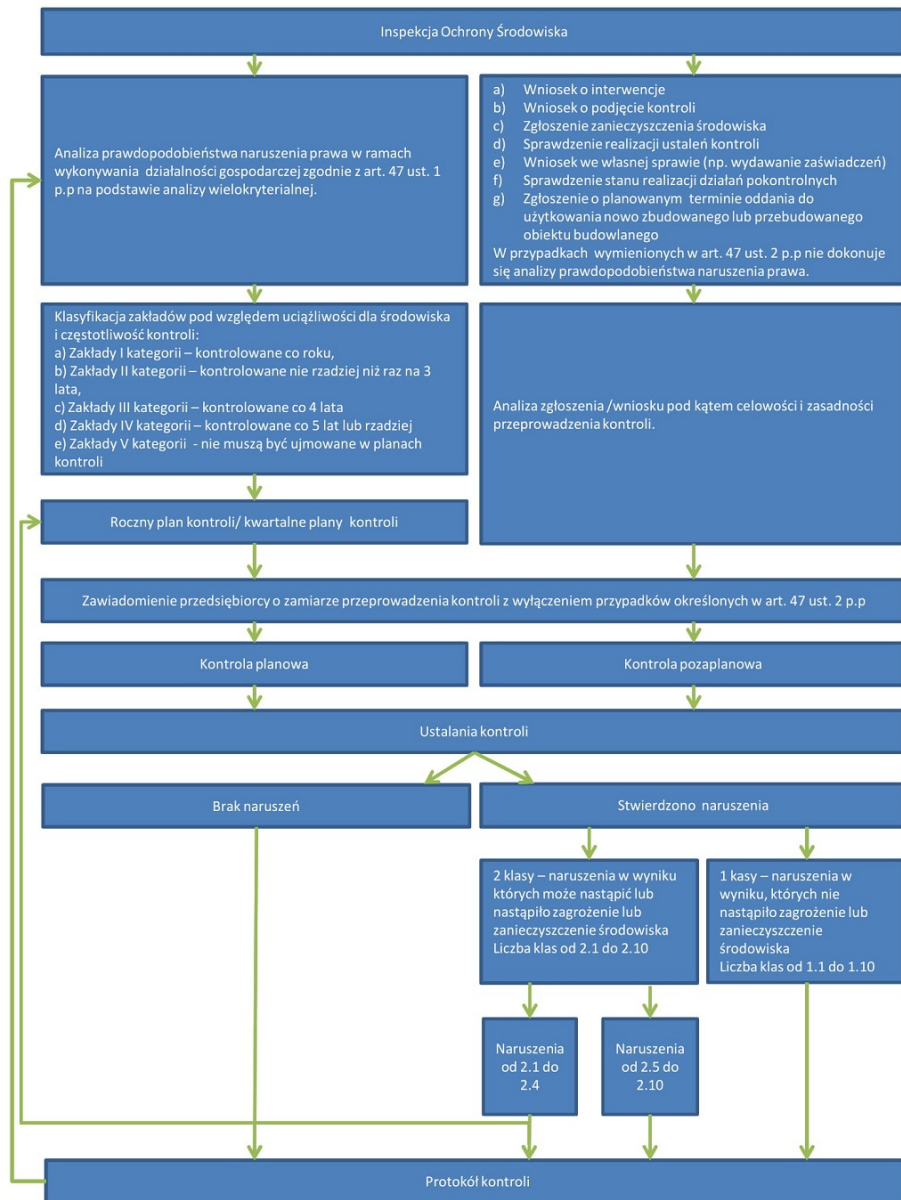 Inspekcja Ochrony Środowiska
Analiza prawdopodobieństwa naruszenia prawa w ramach
wykonywania działalności gospodarczej zgodnie z art. 47 ust. 1
p.p na podstawie analizy wielokryterialnej.
a) Wniosek o interwencje
b) Wniosek o podjęcie kontroli
c) Zgłoszenie zanieczyszczenia środowiska
d) Sprawdzenie realizacji ustaleń kontroli
e) Wniosek we własnej sprawie (np. wydawanie zaświadczeń)
f) Sprawdzenie stanu realizacji działań pokontrolnych
g) Zgłoszenie o planowanym terminie oddania do
użytkowania nowo zbudowanego lub przebudowanego
obiektu budowlanego
W przypadkach wymienionych w art. 47 ust. 2 p.p nie dokonuje
się analizy prawdopodobieństwa naruszenia prawa.
Klasyfikacja zakładów pod względem uciążliwości dla środowiska
i częstotliwość kontroli:
a) Zakłady I kategorii – kontrolowane co roku,
b) Zakłady II kategorii – kontrolowane nie rzadziej niż raz na 3
lata,
c) Zakłady III kategorii – kontrolowane co 4 lata
d) Zakłady IV kategorii – kontrolowane co 5 lat lub rzadziej
e) Zakłady V kategorii - nie muszą być ujmowane w planach
kontroli
Analiza zgłoszenia /wniosku pod kątem celowości i zasadności
przeprowadzenia kontroli.
Roczny plan kontroli/ kwartalne plany kontroli
Zawiadomienie przedsiębiorcy o zamiarze przeprowadzenia kontroli z wyłączeniem przypadków określonych w art. 47 ust. 2 p.p
Kontrola planowa
Kontrola pozaplanowa
Ustalania kontroli
Brak naruszeń
Stwierdzono naruszenia
2 klasy – naruszenia w wyniku
których może nastąpić lub
nastąpiło zagrożenie lub
zanieczyszczenie środowiska
Liczba klas od 2.1 do 2.10
1 kasy – naruszenia w
wyniku, których nie
nastąpiło zagrożenie lub
zanieczyszczenie
środowiska
Liczba klas od 1.1 do 1.10
Naruszenia
od 2.1 do
2.4
Naruszenia
od 2.5 do
2.10
Protokół kontroli